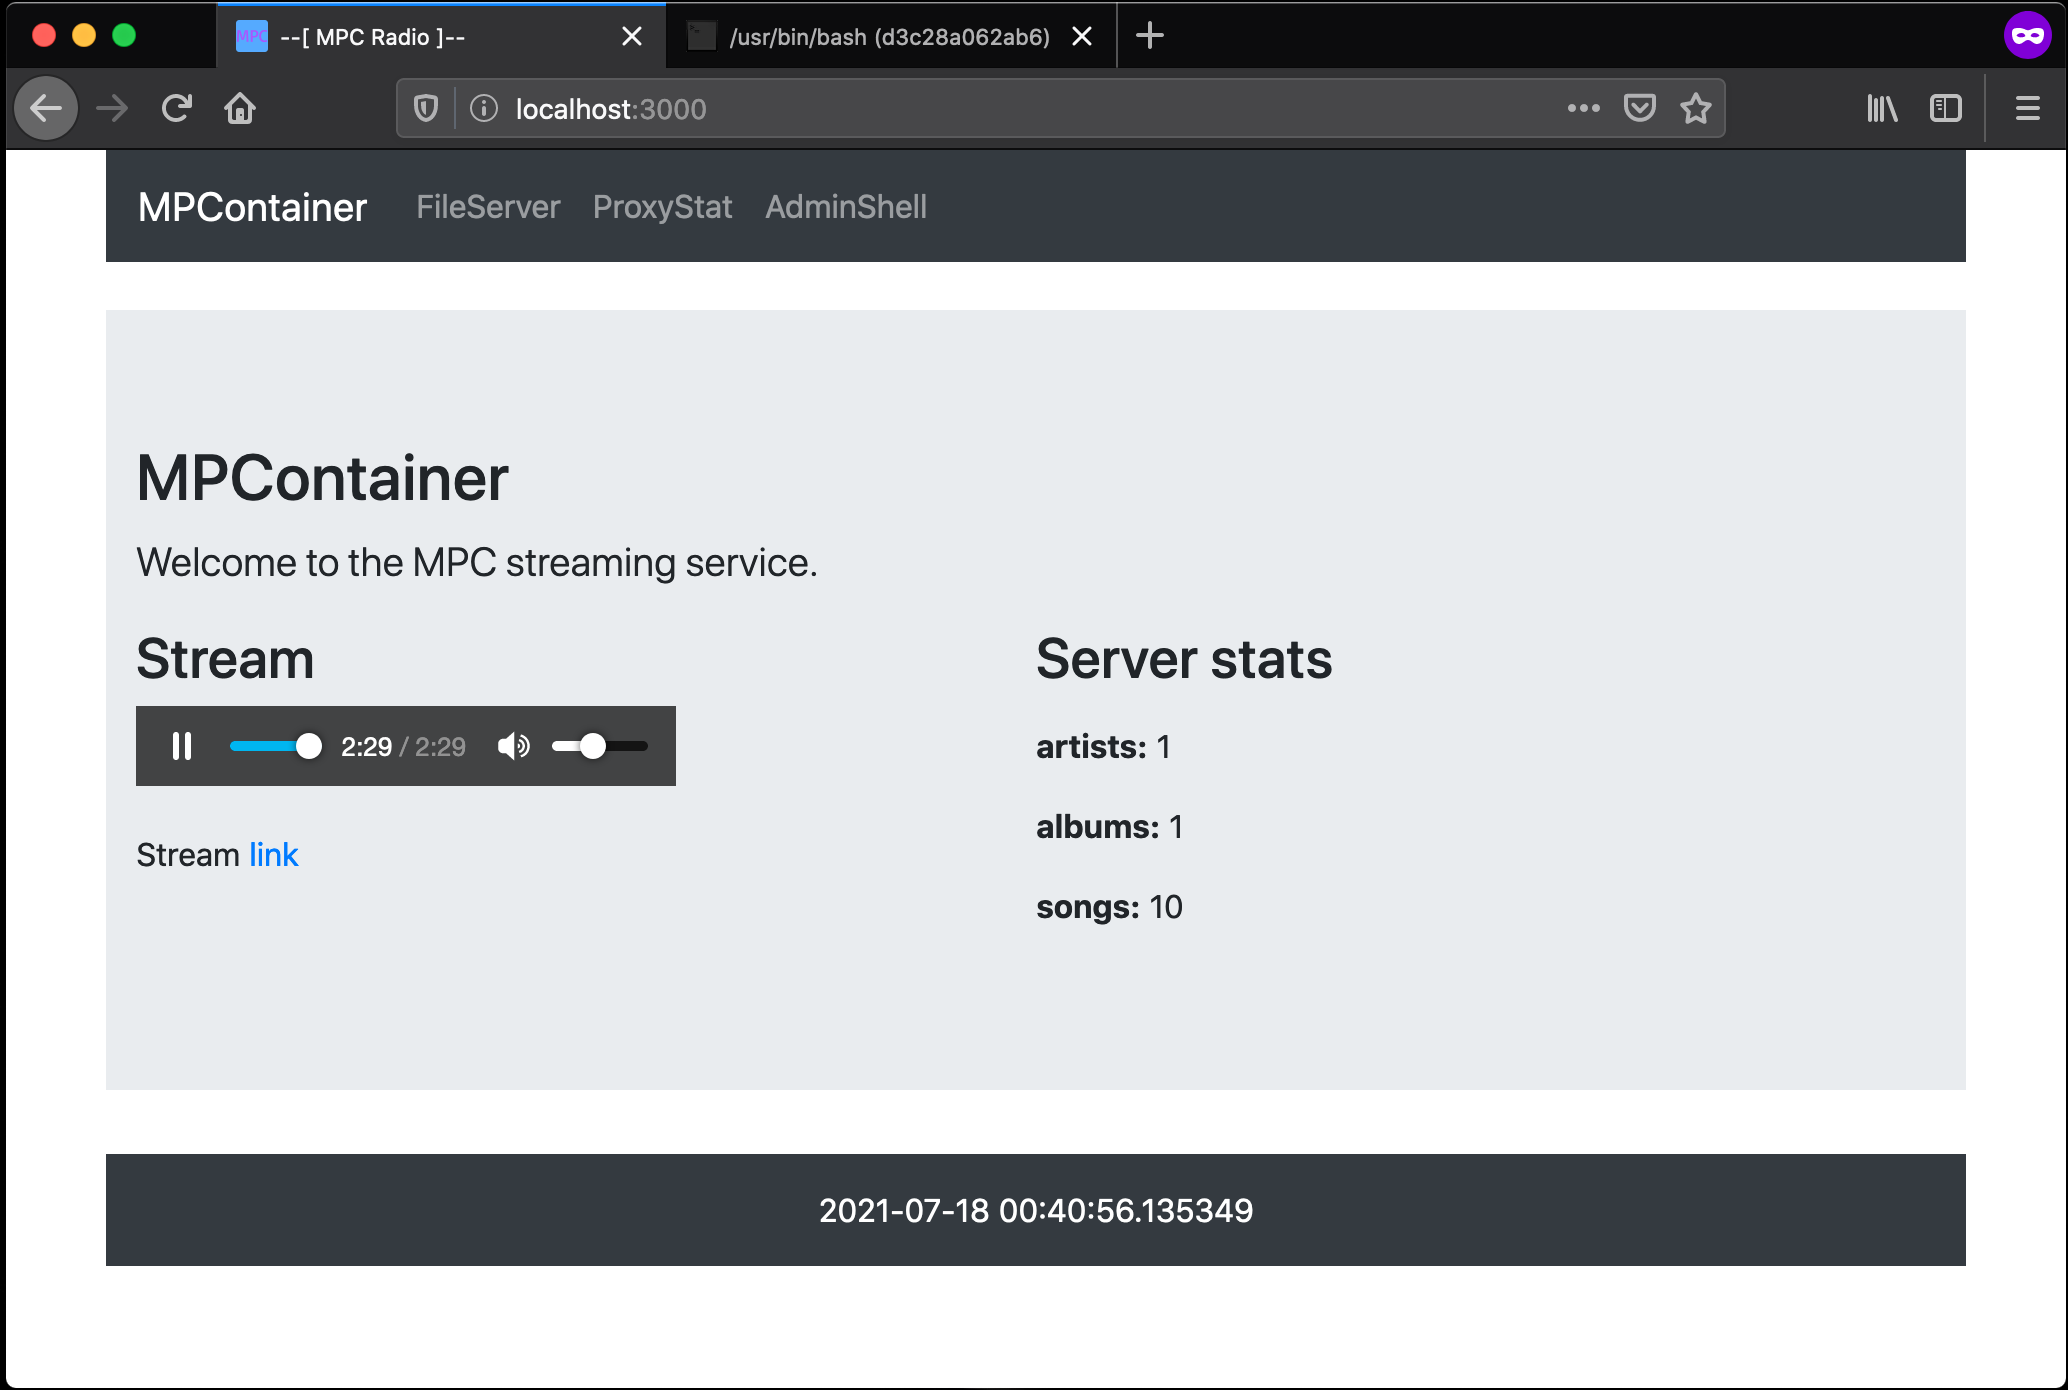 MPC --[ MPC Radio ]-- /usr/bin/bash (d3c28a062ab6)
localhost:3000
MPContainer FileServer ProxyStat AdminShell
MPContainer
Welcome to the MPC streaming service.
Stream
2:29 / 2:29
Stream link
Server stats
artists: 1
albums: 1
songs: 10
2021-07-18 00:40:56.135349